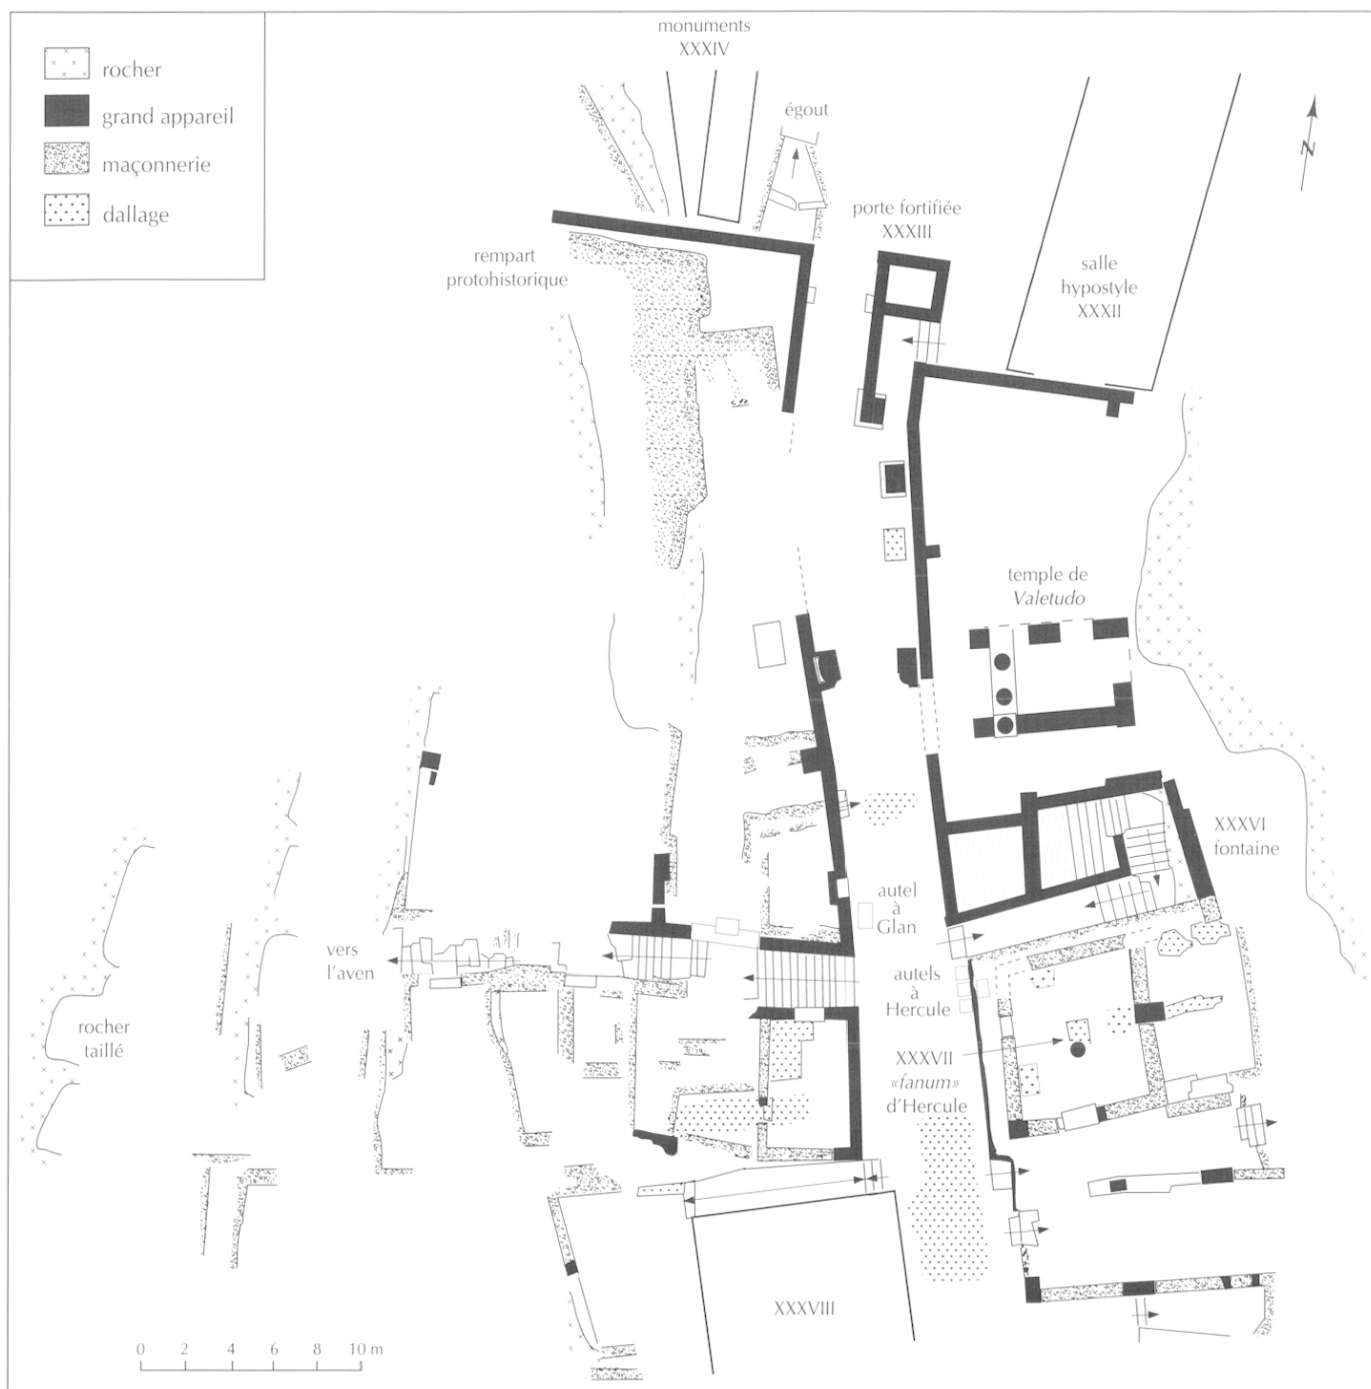 rocher
grand appareil
maçonnerie
dallage
monuments
XXXIV
égout
N
porte fortifiée
XXXIII
rempart
protohistorique
salle
hypostyle
XXXII
temple de
Valetudo
XXXVI
fontaine
autel
à
Glan
vers
l'aven
autels
à
Hercule
rocher
taillé
XXXVII
«fanum»
d'Hercule
XXXVIII
0 2 4 6 8 10 m